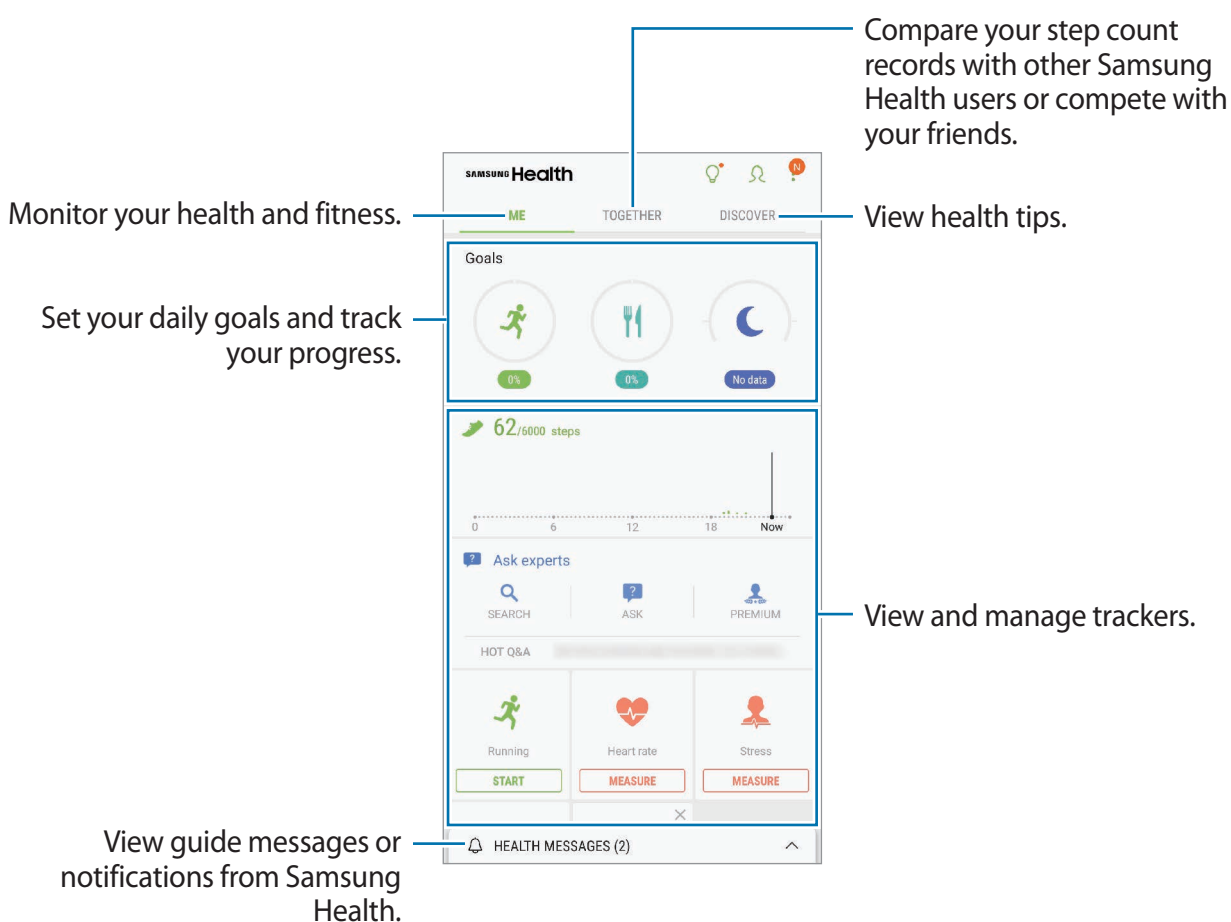 Compare your step count
records with other Samsung
Health users or compete with
your friends.
SAMSUNG Health
N
Monitor your health and fitness.
ME TOGETHER DISCOVER
View health tips.
Goals
Set your daily goals and track
your progress.
0% 0% No data
62/6000 steps
0 6 12 18 Now
? Ask experts
?
SEARCH ASK PREMIUM
View and manage trackers.
HOT Q&A
Running Heart rate Stress
START MEASURE MEASURE
View guide messages or
notifications from Samsung
Health.
HEALTH MESSAGES (2)